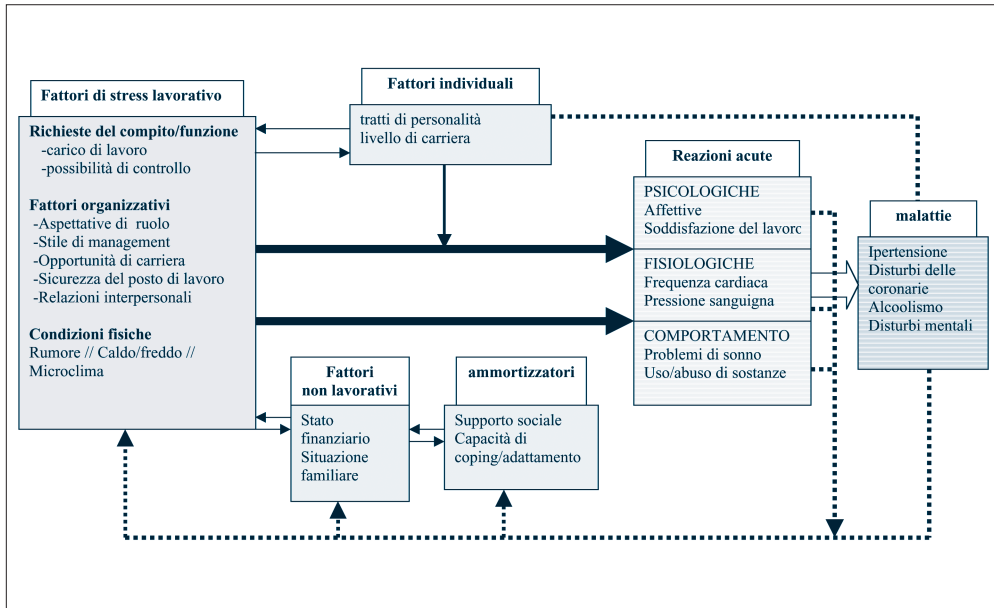 Fattori di stress lavorativo
Richieste del compito/funzione
-carico di lavoro
-possibilità di controllo
Fattori organizzativi
-Aspettative di ruolo
-Stile di management
-Opportunità di carriera
-Sicurezza del posto di lavoro
-Relazioni interpersonali
Condizioni fisiche
Rumore // Caldo/freddo //
Microclima
Fattori individuali
tratti di personalità
livello di carriera
Fattori
non lavorativi
Stato
finanziario
Situazione
familiare
ammortizzatori
Supporto sociale
Capacità di
coping/adattamento
Reazioni acute
PSICOLOGICHE
Affettive
Soddisfazione del lavorc
FISIOLOGICHE
Frequenza cardiaca
Pressione sanguigna
COMPORTAMENTO
Problemi di sonno
Uso/abuso di sostanze
malattie
Ipertensione
Disturbi delle
coronarie
Alcoolismo
Disturbi mentali